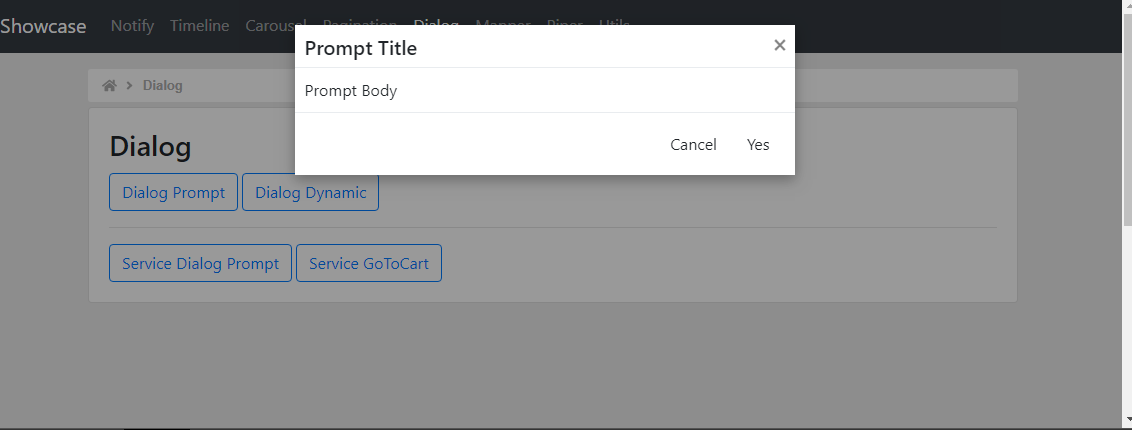 Showcase Notify Timeline Carousel Pagination Dialog Manner Piper Utils
Prompt Title ×
Prompt Body
Cancel Yes
Dialog
Dialog
Dialog Prompt Dialog Dynamic
Service Dialog Prompt Service GoToCart